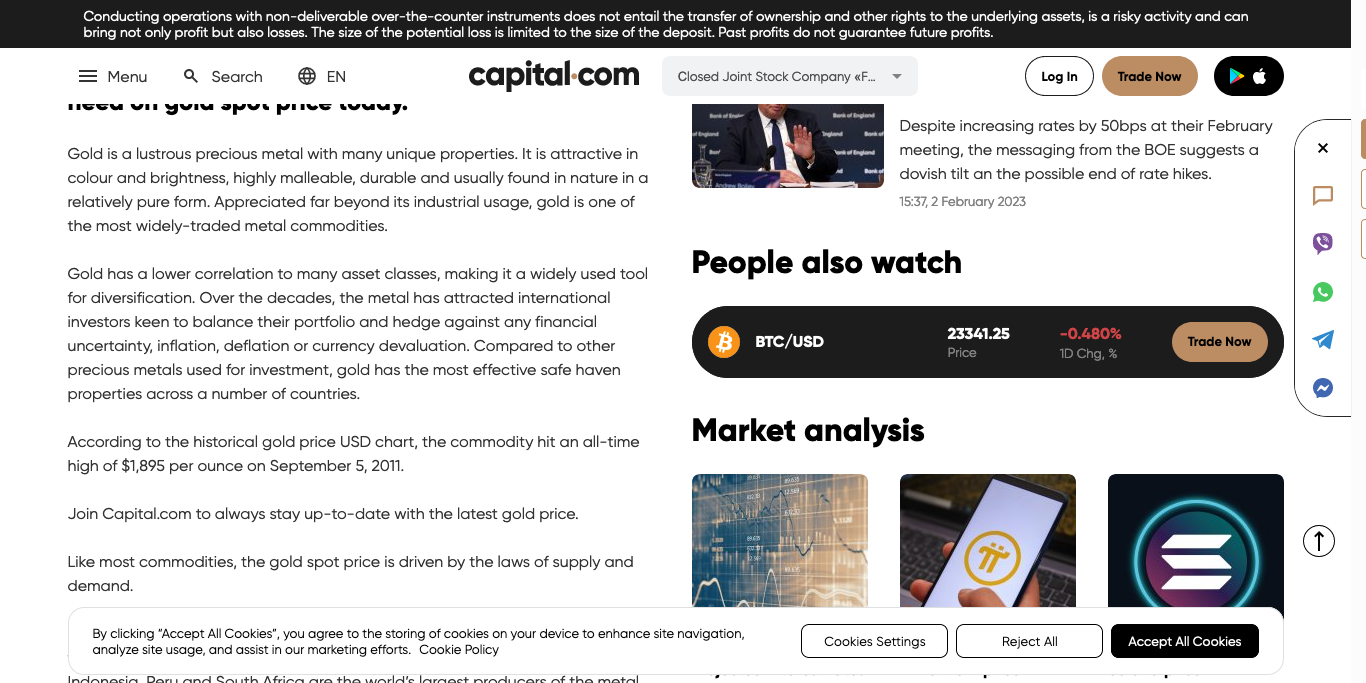 Conducting operations with non-deliverable over-the-counter instruments does not entail the transfer of ownership and other rights to the underlying assets, is a risky activity and can
bring not only profit but also losses. The size of the potential loss is limited to the size of the deposit. Past profits do not guarantee future profits.
Menu
Search
EN
capital.com
Closed Joint Stock Company «F...
Log In
Trade Now
need on gold spot price today.
Gold is a lustrous precious metal with many unique properties. It is attractive in
colour and brightness, highly malleable, durable and usually found in nature in a
relatively pure form. Appreciated far beyond its industrial usage, gold is one of
the most widely-traded metal commodities.
Gold has a lower correlation to many asset classes, making it a widely used tool
for diversification. Over the decades, the metal has attracted international
investors keen to balance their portfolio and hedge against any financial
uncertainty, inflation, deflation or currency devaluation. Compared to other
precious metals used for investment, gold has the most effective safe haven
properties across a number of countries.
According to the historical gold price USD chart, the commodity hit an all-time
high of $1,895 per ounce on September 5, 2011.
Join Capital.com to always stay up-to-date with the latest gold price.
Like most commodities, the gold spot price is driven by the laws of supply and
demand.
Indonesia, Peru and South Africa are the world's largest producers of the metal
Bank of England
Bank of England
Despite increasing rates by 50bps at their February
meeting, the messaging from the BOE suggests a
dovish tilt an the possible end of rate hikes.
15:37, 2 February 2023
People also watch
BTC/USD
23341.25
Price
-0.480%
1D Chg, %
Trade Now
Market analysis
By clicking “Accept All Cookies”, you agree to the storing of cookies on your device to enhance site navigation,
analyze site usage, and assist in our marketing efforts. Cookie Policy
Cookies Settings
Reject All
Accept All Cookies